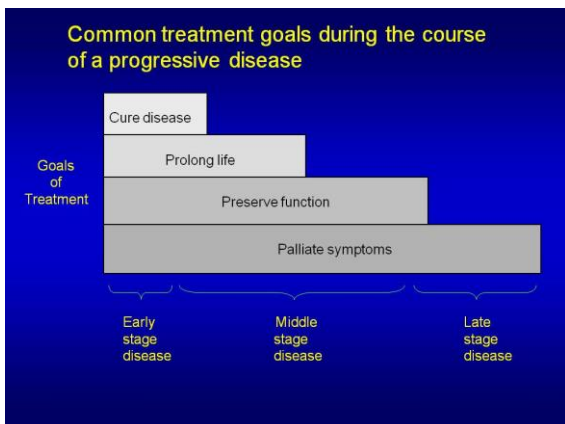 Common treatment goals during the course
of a progressive disease
Cure disease
Prolong life
Goals
of
Treatment
Preserve function
Palliate symptoms
Early
stage
disease
Middle
stage
disease
Late
stage
disease